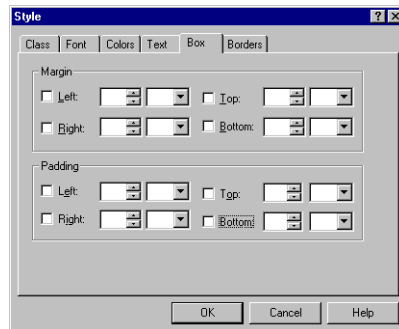 Style
Class Font Colors Text Box Borders
Margin
Left: Top:
Right: Bottom:
Padding
Left: Top:
Right: Bottom:
OK Cancel Help